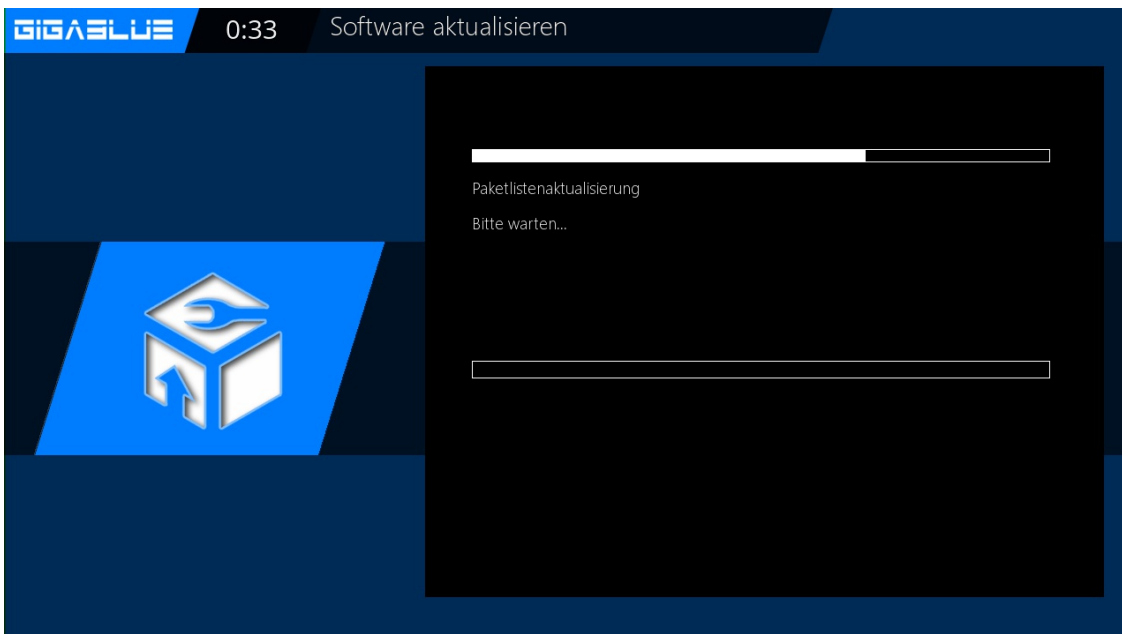 GIGABLUE
0:33
Software aktualisieren
Paketlistenaktualisierung
Bitte warten...